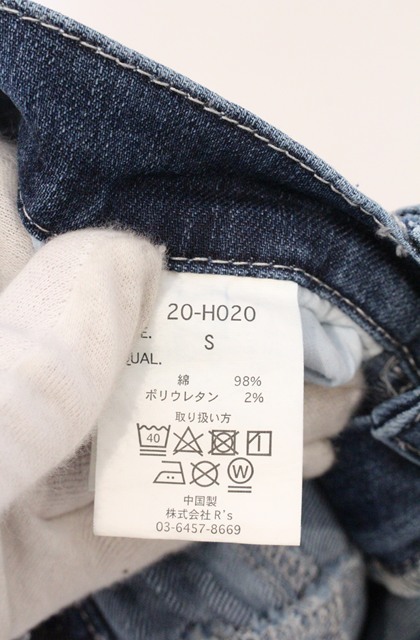 20-H020
E. S
QUAL.
綿 98%
ポリウレタン 2%
取り扱い方
40
W
中国製
株式会社 R's
03-6457-8669